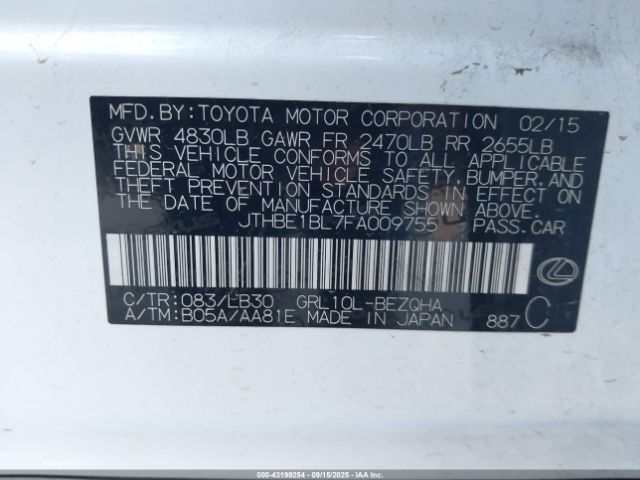 MFD. BY: TOYOTA MOTOR CORPORATION 02/15
GVWR 4830LB GAWR FR 2470LB RR 2655LB
THIS VEHICLE CONFORMS TO ALL APPLICABLE
FEDERAL MOTOR VEHICLE SAFETY, BUMPER, AND
THEFT PREVENTION STANDARDS IN EFFECT ON
THE DATE OF MANUFACTURE SHOWN ABOVE.
JTHBE1BL7FA009755 PASS. CAR
C/TR: 083/LB30 GRL10L-BEZQHA
A/TM: B05A/AA81E MADE IN JAPAN 887 C
000-43199254 - 09/15/2025 - IAAI.COM